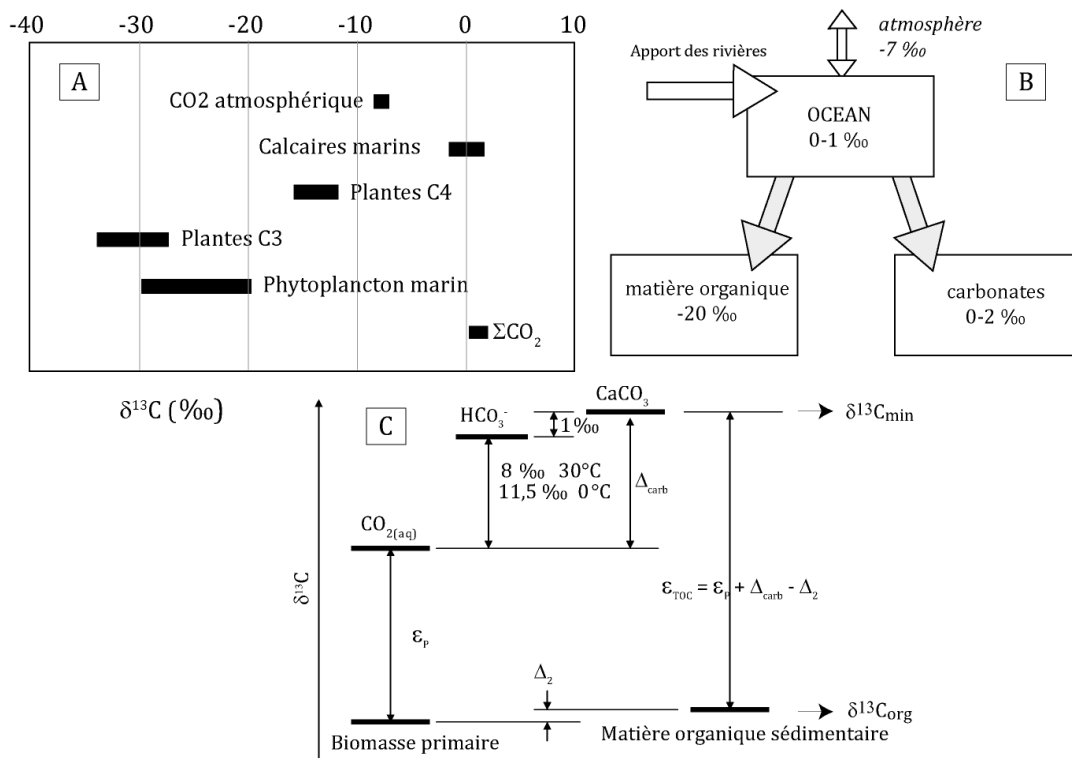 -40 -30 -20 -10 0 10
A
CO2 atmosphérique
Calcaires marins
Plantes C4
Plantes C3
Phytoplancton marin
ΣCO₂
δ¹³C (‰)
atmosphère
-7 ‰
Apport des rivières
B
OCEAN
0-1 ‰
matière organique
-20 ‰
carbonates
0-2 ‰
C
δ¹³C
HCO₃⁻
CaCO₃
1 ‰
δ¹³Cmin
8 ‰ 30°C
11,5 ‰ 0°C
Δcarb
CO₂(aq)
εP
εTOC = εP + Δcarb - Δ₂
Δ₂
δ¹³Corg
Biomasse primaire
Matière organique sédimentaire